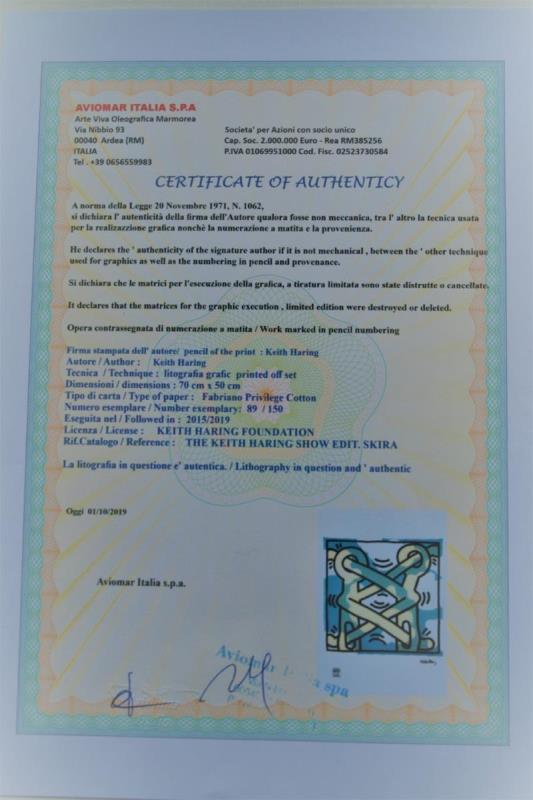 AVIOMAR ITALIA S.P.A
Arte Viva Oleografica Marmorea
Via Nibbio 93
00040 Ardea (RM)
ITALIA
Tel . +39 0656559983
Societa' per Azioni con socio unico
Cap. Soc. 2.000.000 Euro - Rea RM385256
P.IVA 01069951000 Cod. Fisc. 02523730584
CERTIFICATE OF AUTHENTICY
A norma della Legge 20 Novembre 1971, N. 1062,
si dichiara l' autenticità della firma dell'Autore qualora fosse non meccanica, tra l' altro la tecnica usata
per la realizazzione grafica nonchè la numerazione a matita e la provenienza.
He declares the ' authenticity of the signature author if it is not mechanical , between the ' other technique
used for graphics as well as the numbering in pencil and provenance.
Si dichiara che le matrici per l'esecuzione della grafica, a tiratura limitata sono state distrutte o cancellate.
It declares that the matrices for the graphic execution , limited edition were destroyed or deleted.
Opera contrassegnata di numerazione a matita / Work marked in pencil numbering
Firma stampata dell' autore/ pencil of the print : Keith Haring
Autore / Author : Keith Haring
Tecnica / Technique : litografia grafic printed off set
Dimensioni / dimensions : 70 cm x 50 cm
Tipo di carta / Type of paper : Fabriano Privilege Cotton
Numero esemplare / Number exemplary: 89 / 150
Eseguita nel / Followed in : 2015/2019
Licenza / License : KEITH HARING FOUNDATION
Rif.Catalogo / Reference : THE KEITH HARING SHOW EDIT. SKIRA
La litografia in questione e' autentica. / Lithography in question and ' authentic
Oggi 01/10/2019
Aviomar Italia s.p.a.
Aviomar spa